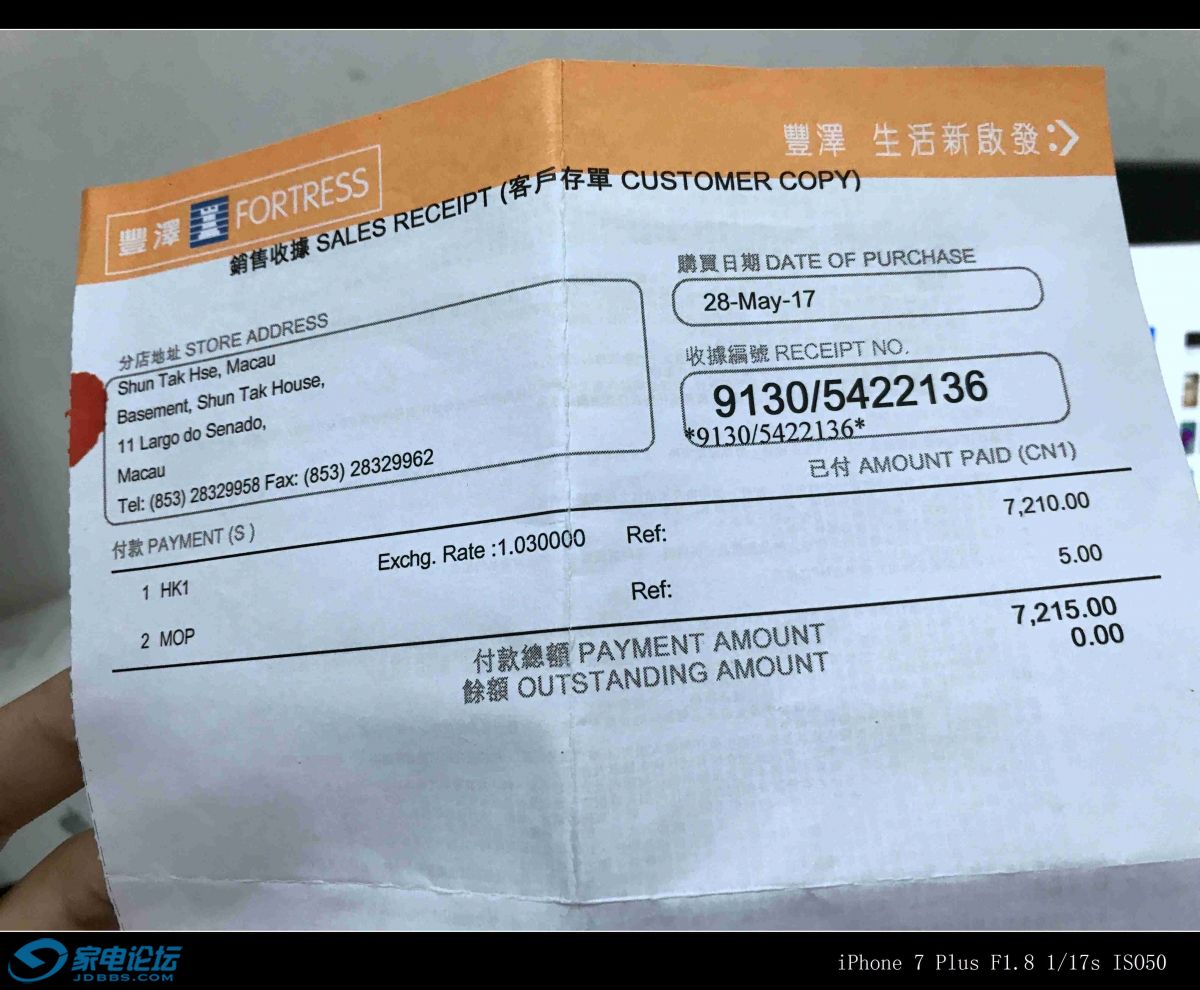 豐澤 FORTRESS
豐澤 生活新啟發
銷售收據 SALES RECEIPT (客戶存單 CUSTOMER COPY)
分店地址 STORE ADDRESS
Shun Tak Hse, Macau
Basement, Shun Tak House,
11 Largo do Senado,
Macau
Tel: (853) 28329958 Fax: (853) 28329962
購買日期 DATE OF PURCHASE
28-May-17
收據編號 RECEIPT NO.
9130/5422136
*9130/5422136*
付款 PAYMENT (S ) 已付 AMOUNT PAID (CN1)
1 HK1 Exchg. Rate :1.030000 Ref: 7,210.00
2 MOP Ref: 5.00
付款總額 PAYMENT AMOUNT 7,215.00
餘額 OUTSTANDING AMOUNT 0.00
家电论坛
JDBBS.COM
iPhone 7 Plus F1.8 1/17s ISO50